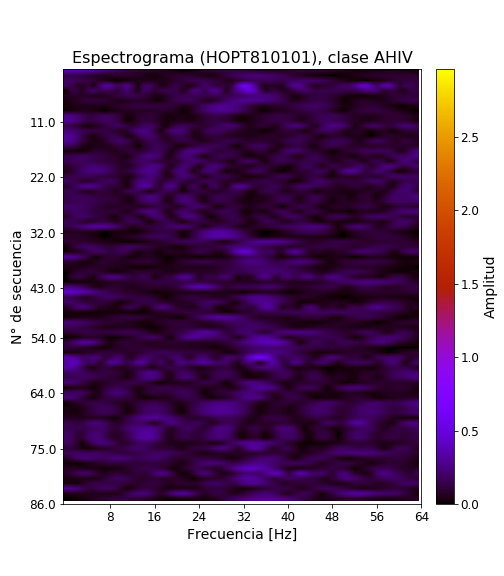 Espectrograma (HOPT810101), clase AHIV
N° de secuencia
11.0
22.0
32.0
43.0
54.0
64.0
75.0
86.0
8 16 24 32 40 48 56 64
Frecuencia [Hz]
2.5
2.0
1.5
1.0
0.5
0.0
Amplitud